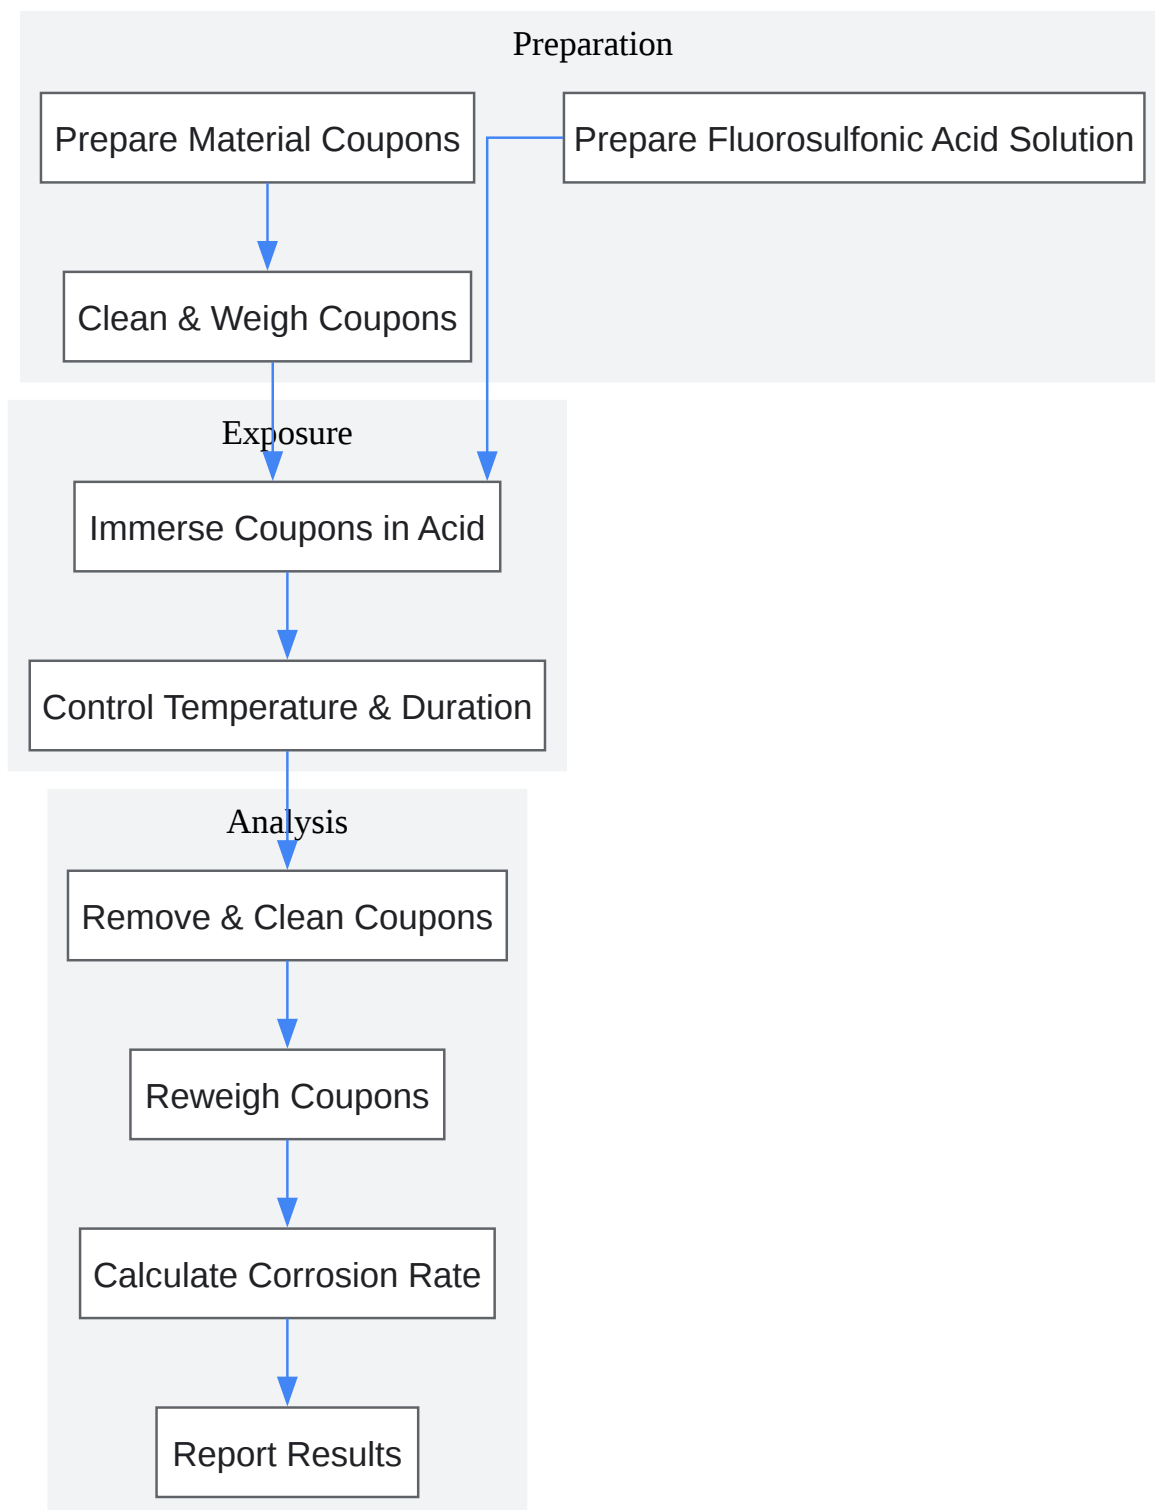 Preparation
Prepare Material Coupons
Prepare Fluorosulfonic Acid Solution
Clean & Weigh Coupons
Exposure
Immerse Coupons in Acid
Control Temperature & Duration
Analysis
Remove & Clean Coupons
Reweigh Coupons
Calculate Corrosion Rate
Report Results